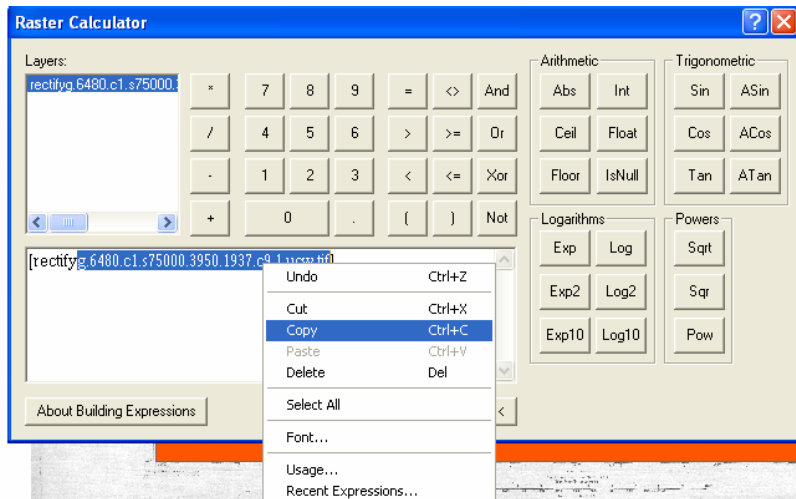 Raster Calculator
Layers:
rectifyg.6480.c1.s75000.
* 7 8 9 = <> And
/ 4 5 6 > >= Or
- 1 2 3 < <= Xor
+ 0 . ( ) Not
Arithmetic
Abs Int
Ceil Float
Floor IsNull
Trigonometric
Sin ASin
Cos ACos
Tan ATan
Logarithms
Exp Log
Exp2 Log2
Exp10 Log10
Powers
Sqrt
Sqr
Pow
[rectifyg.6480.c1.s75000.3950.1937.c9.1.ucw.tif]
Undo Ctrl+Z
Cut Ctrl+X
Copy Ctrl+C
Paste Ctrl+V
Delete Del
Select All
Font...
Usage...
Recent Expressions...
About Building Expressions
<